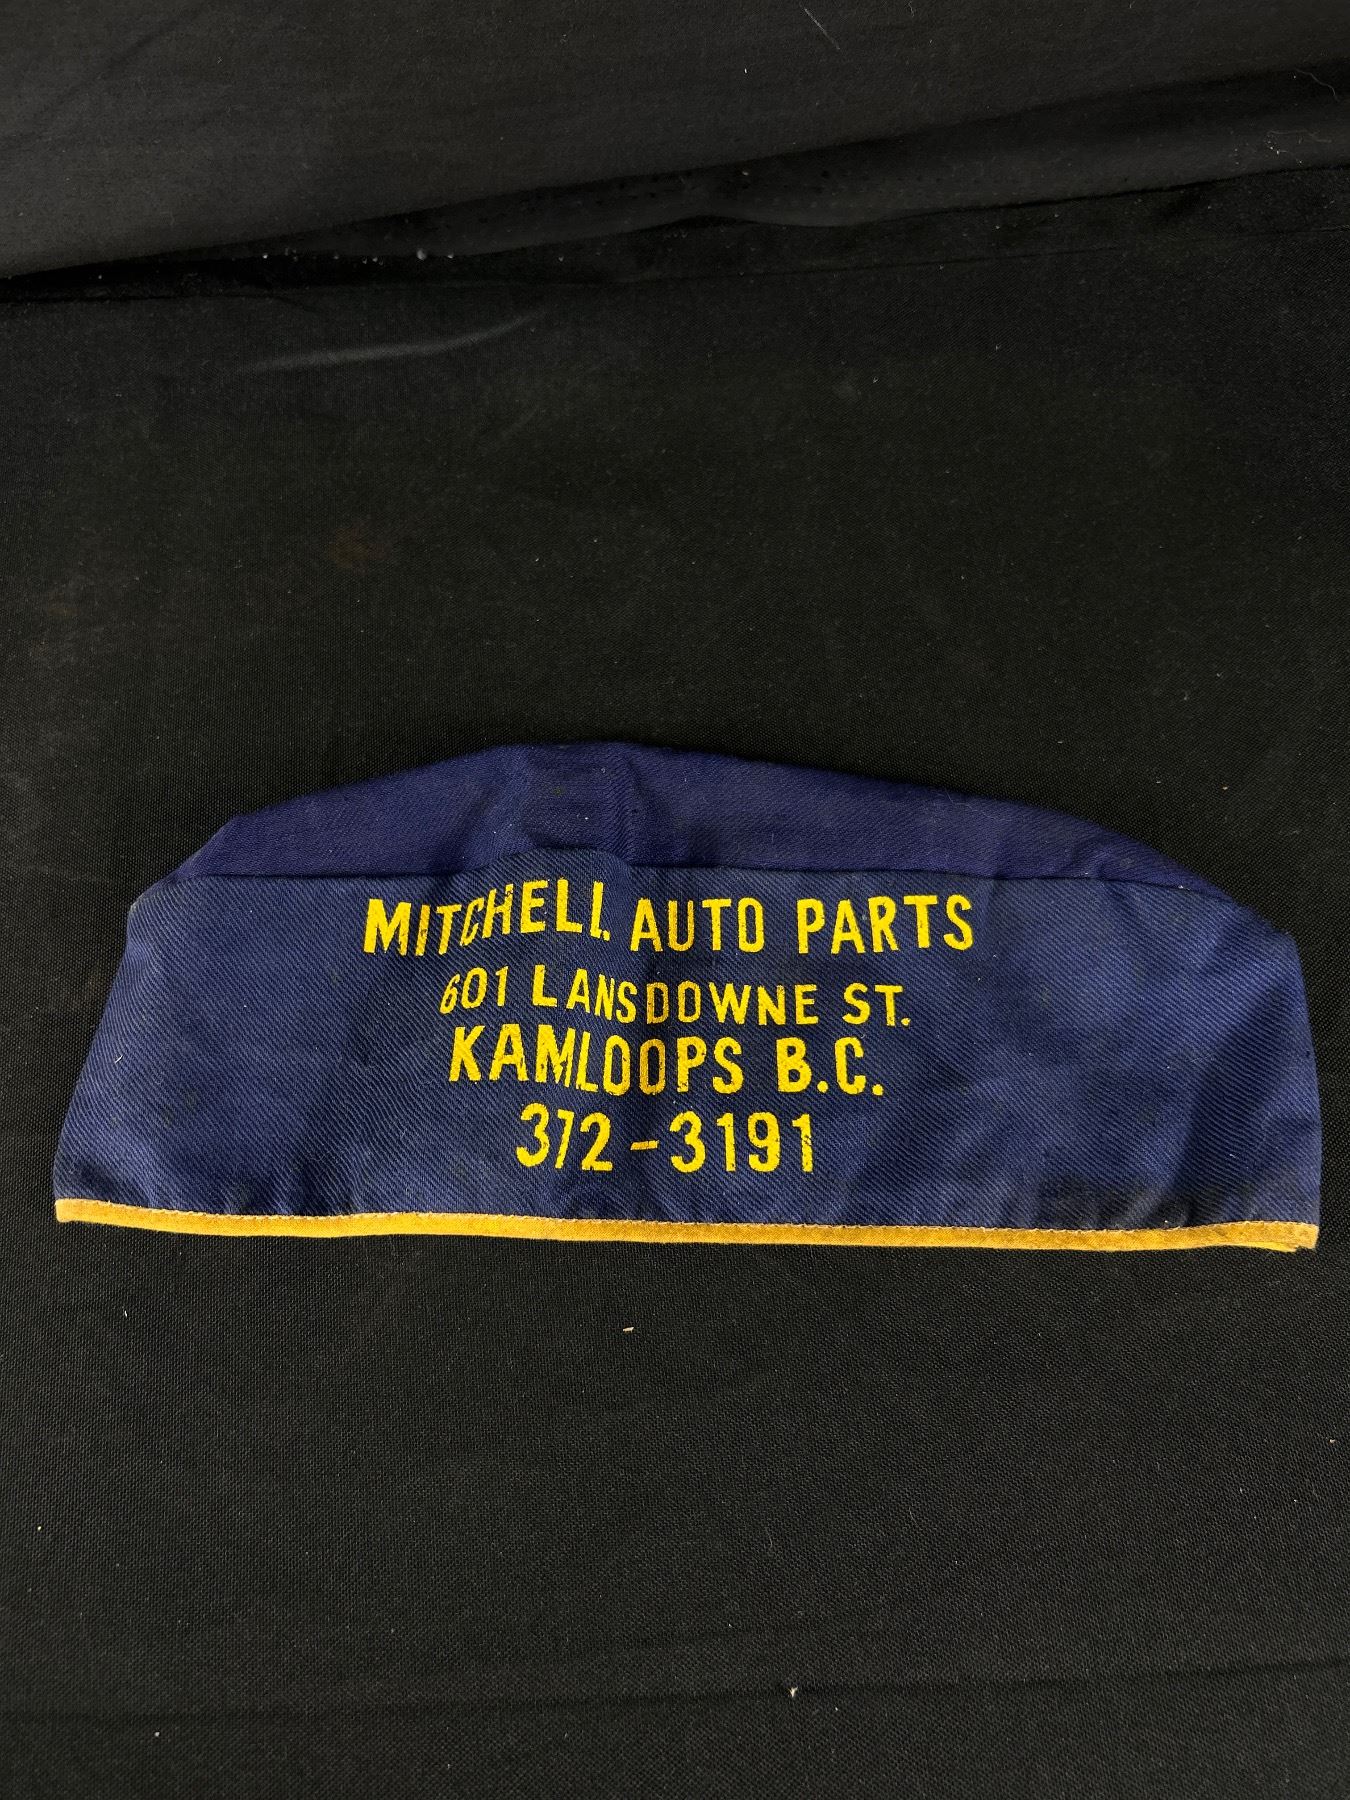 MITCHELL AUTO PARTS
601 LANSDOWNE ST.
KAMLOOPS B.C.
372-3191